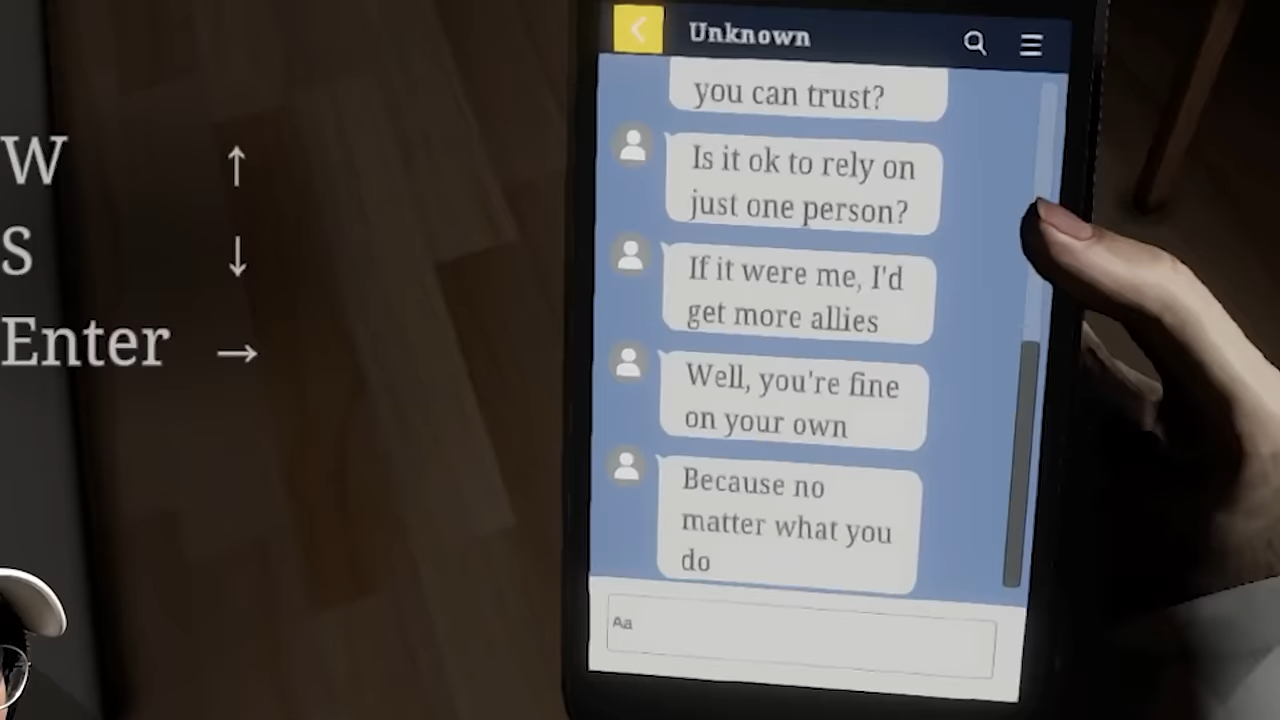 Unknown
you can trust?
Is it ok to rely on
just one person?
If it were me, I'd
get more allies
Well, you're fine
on your own
Because no
matter what you
do
Aa
W ↑
S ↓
Enter →